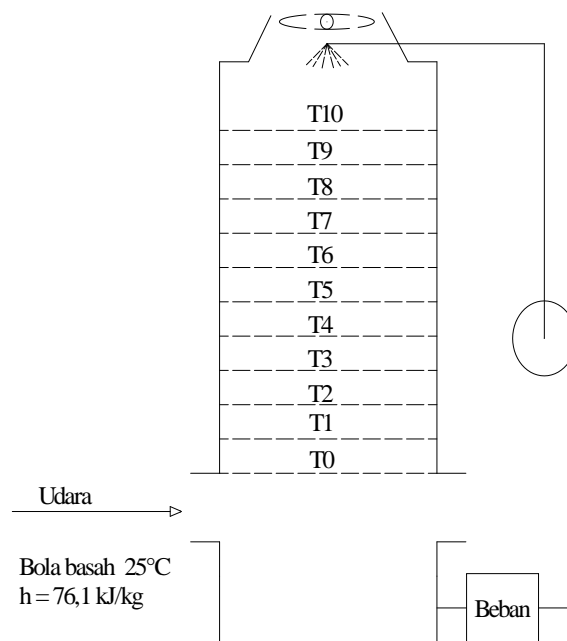 T10
T9
T8
T7
T6
T5
T4
T3
T2
T1
T0
Udara
Bola basah 25°C
h = 76,1 kJ/kg
Beban